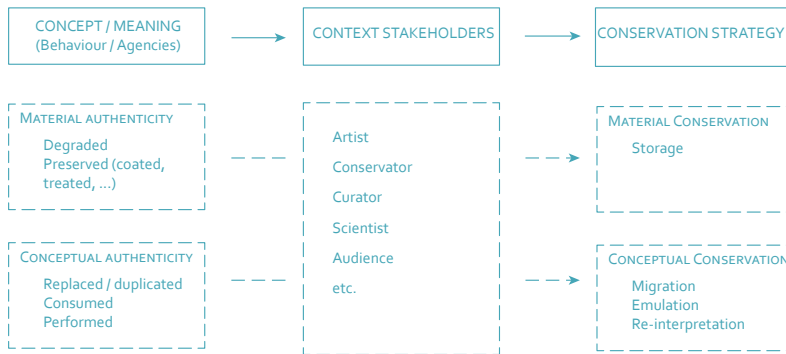 CONCEPT / MEANING
(Behaviour / Agencies)
CONTEXT STAKEHOLDERS
CONSERVATION STRATEGY
MATERIAL AUTHENTICITY
Degraded
Preserved (coated,
treated, ...)
Artist
Conservator
Curator
Scientist
Audience
etc.
MATERIAL CONSERVATION
Storage
CONCEPTUAL AUTHENTICITY
Replaced / duplicated
Consumed
Performed
CONCEPTUAL CONSERVATION
Migration
Emulation
Re-interpretation